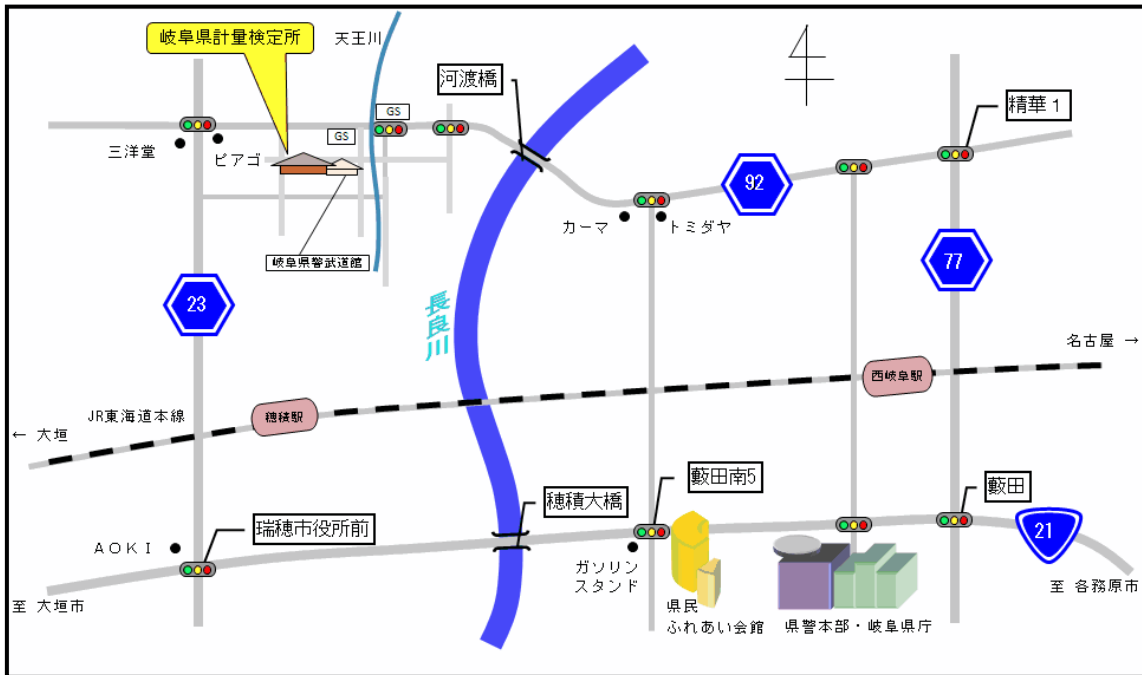 岐阜県計量検定所
天王川
河渡橋
精華1
GS
GS
三洋堂
ピアゴ
92
カーマ
トミダヤ
岐阜県警武道館
77
23
長良川
名古屋 →
西岐阜駅
JR東海道本線
穂積駅
← 大垣
藪田南5
藪田
穂積大橋
瑞穂市役所前
21
AOKI
ガソリン
スタンド
至 大垣市
県民
ふれあい会館
県警本部・岐阜県庁
至 各務原市